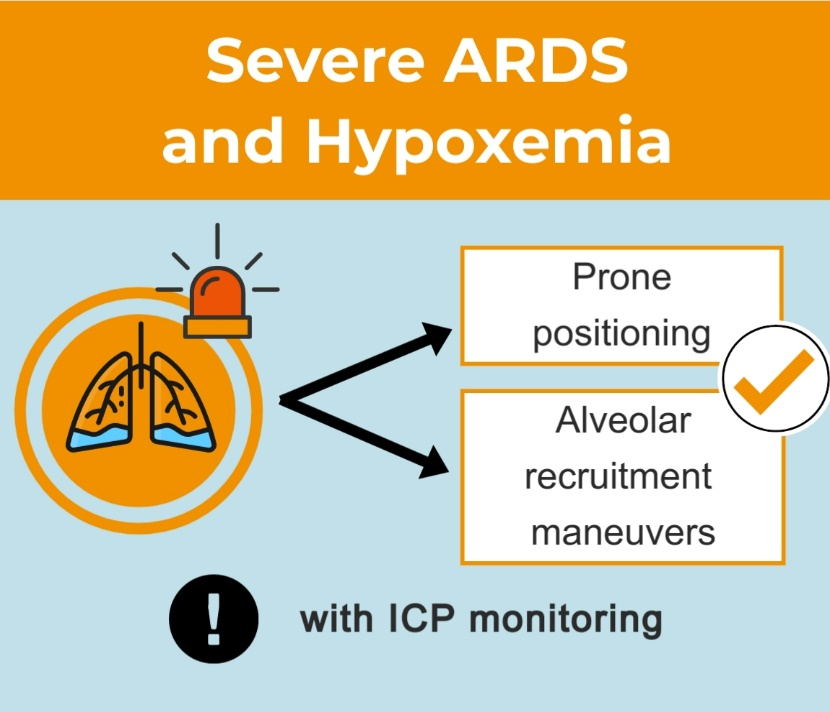 Severe ARDS
and Hypoxemia
Prone
positioning
Alveolar
recruitment
maneuvers
! with ICP monitoring